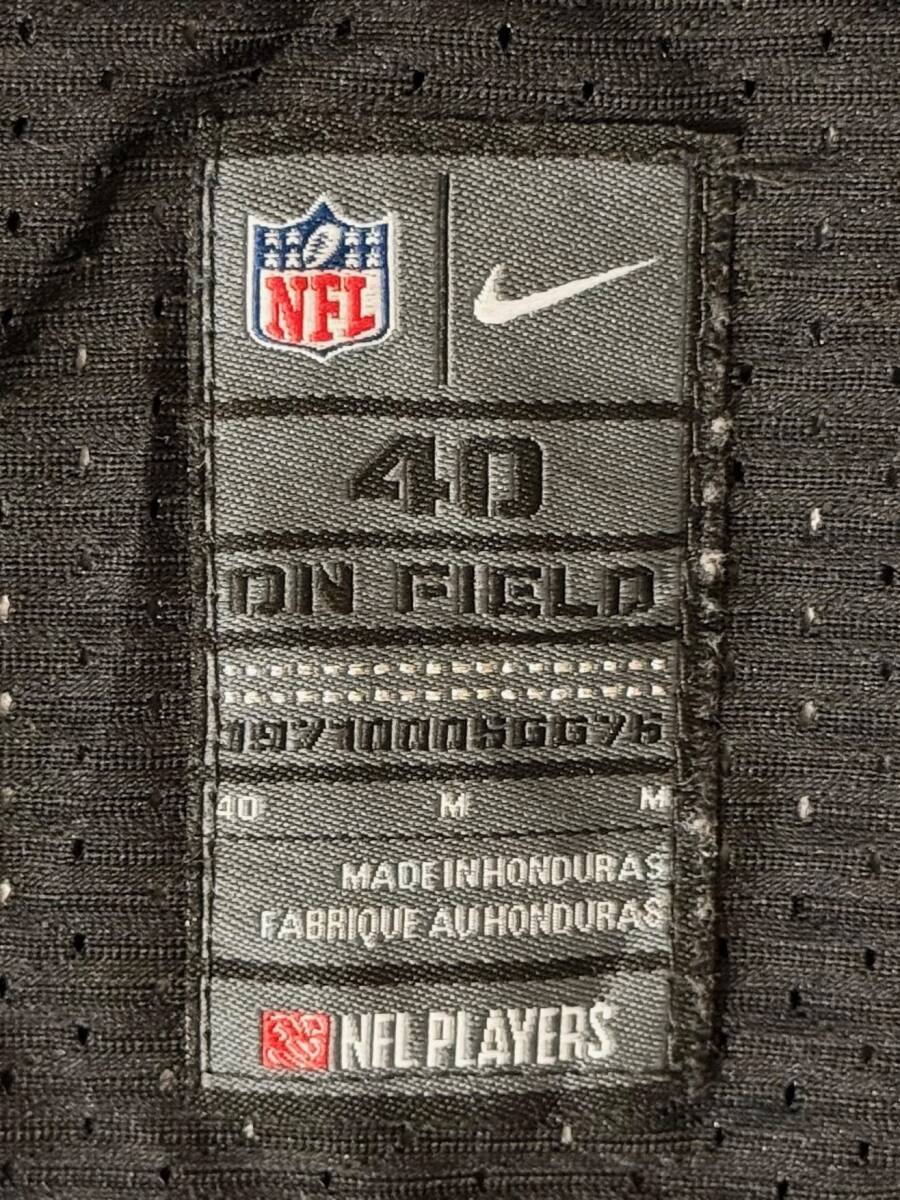 NFL
40
ON FIELD
40 M M
MADE IN HONDURAS
FABRIQUE AU HONDURAS
NFL PLAYERS